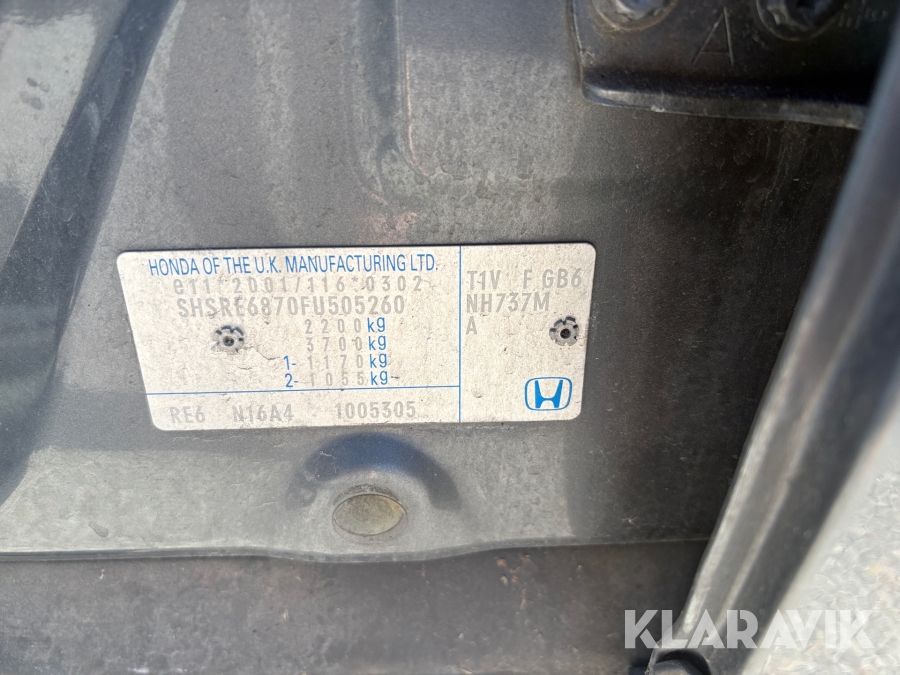 A
HONDA OF THE U.K. MANUFACTURING LTD.
e11*2001/116*0302
SHSRE6870FU505260
2200kg
3700kg
1- 1170kg
2- 1055kg
RE6 N16A4 1005305
T1V F GB6
NH737M
A
KLARAVIK